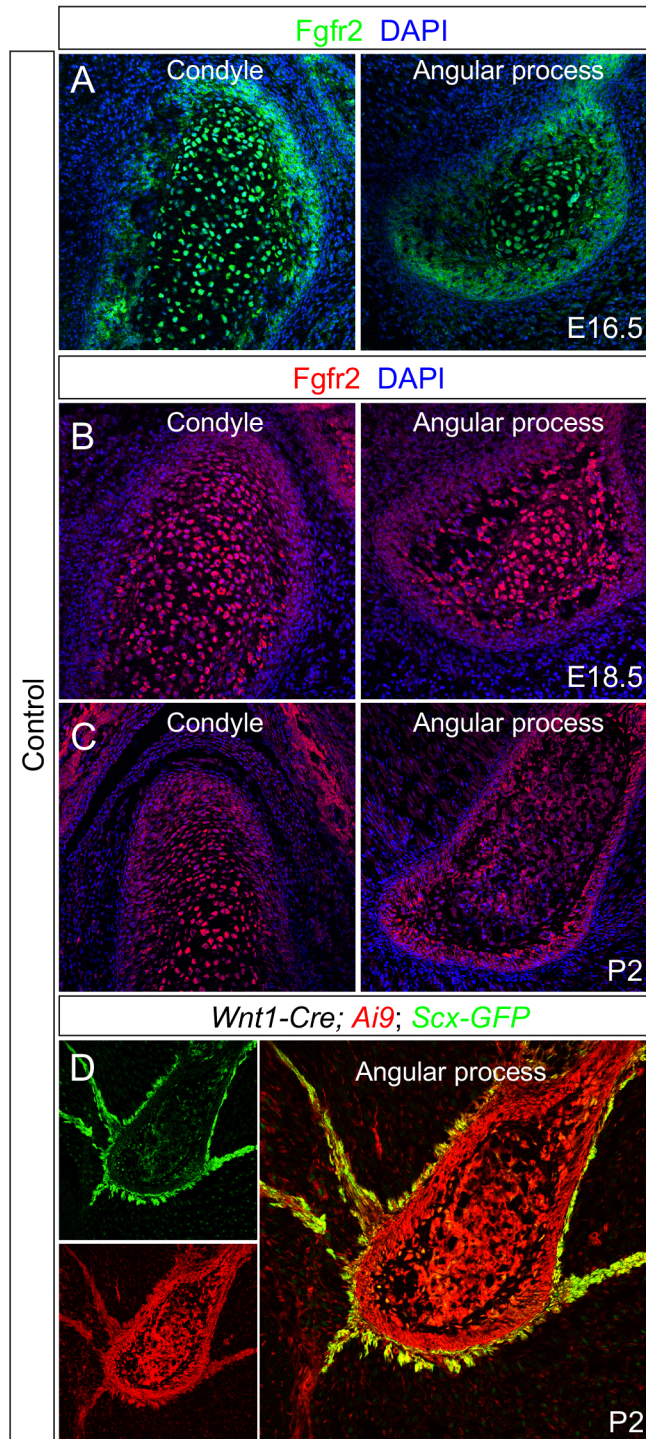 Fgfr2 DAPI
Control
A
Condyle
Angular process
E16.5
Fgfr2 DAPI
B
Condyle
Angular process
E18.5
C
Condyle
Angular process
P2
Wnt1-Cre; Ai9; Scx-GFP
D
Angular process
P2